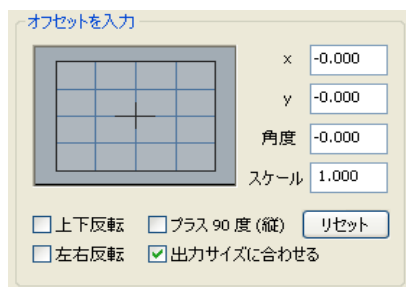 オフセットを入力
x -0.000
y -0.000
角度 -0.000
スケール 1.000
上下反転 プラス 90 度 (縦) リセット
左右反転 出力サイズに合わせる